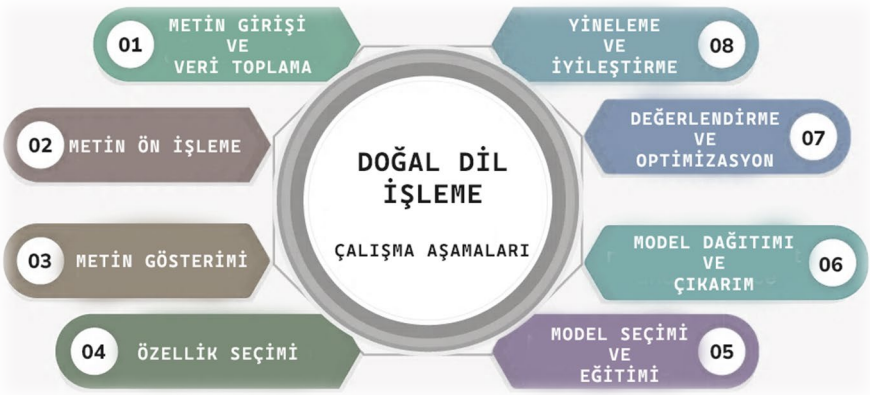 01
METİN GİRİŞİ
VE
VERİ TOPLAMA
02
METİN ÖN İŞLEME
03
METİN GÖSTERİMİ
04
ÖZELLİK SEÇİMİ
DOĞAL DİL
İŞLEME
ÇALIŞMA AŞAMALARI
05
MODEL SEÇİMİ
VE
EĞİTİMİ
06
MODEL DAĞITIMI
VE
ÇIKARIM
07
DEĞERLENDİRME
VE
OPTİMİZASYON
08
YİNELEME
VE
İYİLEŞTİRME